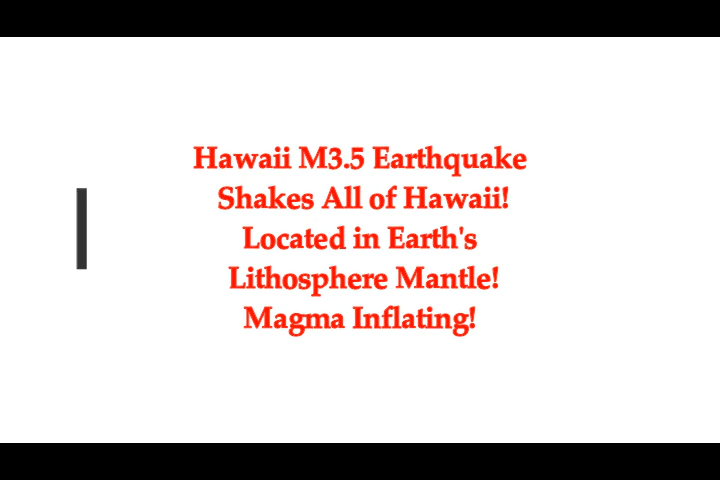 Hawaii M3.5 Earthquake
Shakes All of Hawaii!
Located in Earth's
Lithosphere Mantle!
Magma Inflating!